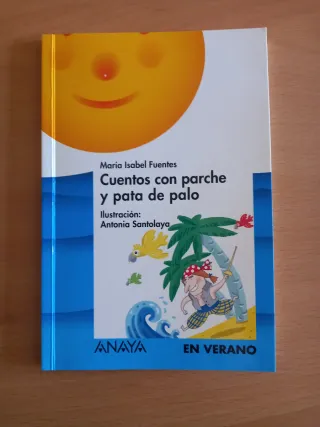 María Isabel Fuentes
Cuentos con parche
y pata de palo
Ilustración:
Antonia Santolaya
ANAYA
EN VERANO